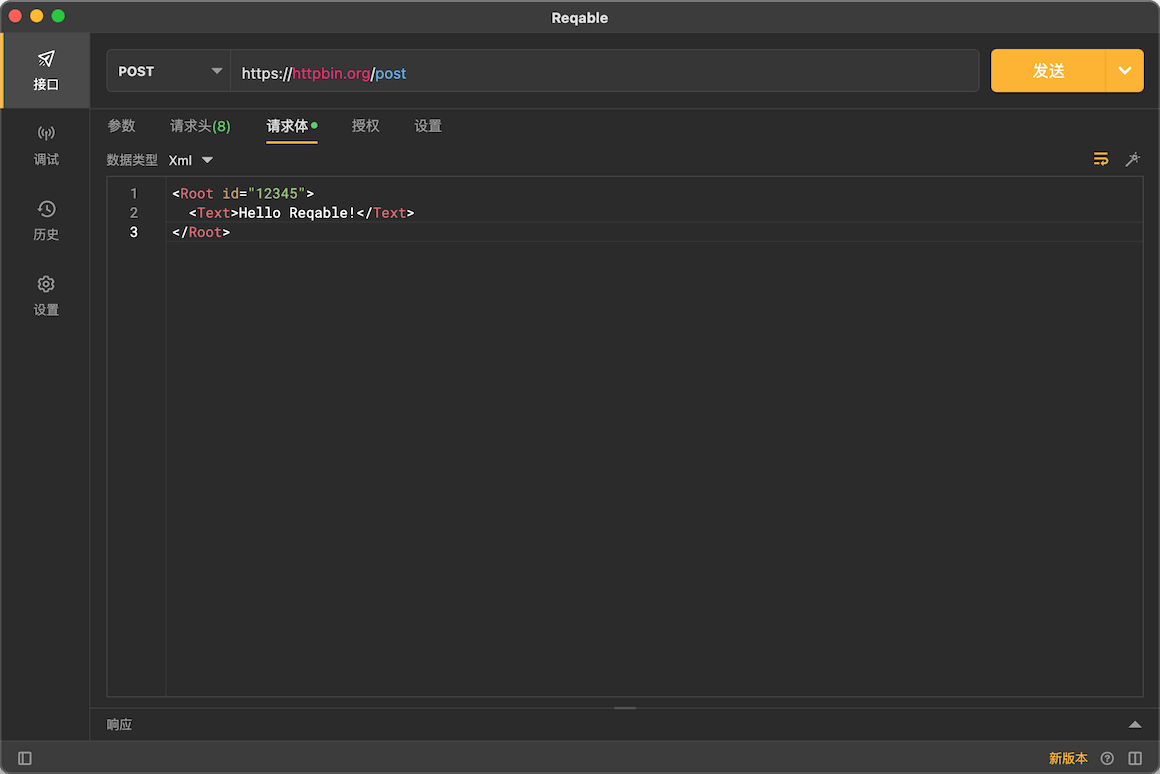 Reqable
接口
调试
历史
设置
POST
https://httpbin.org/post
发送
参数 请求头(8) 请求体 授权 设置
数据类型 Xml
1 <Root id="12345">
2   <Text>Hello Reqable!</Text>
3 </Root>
响应
新版本